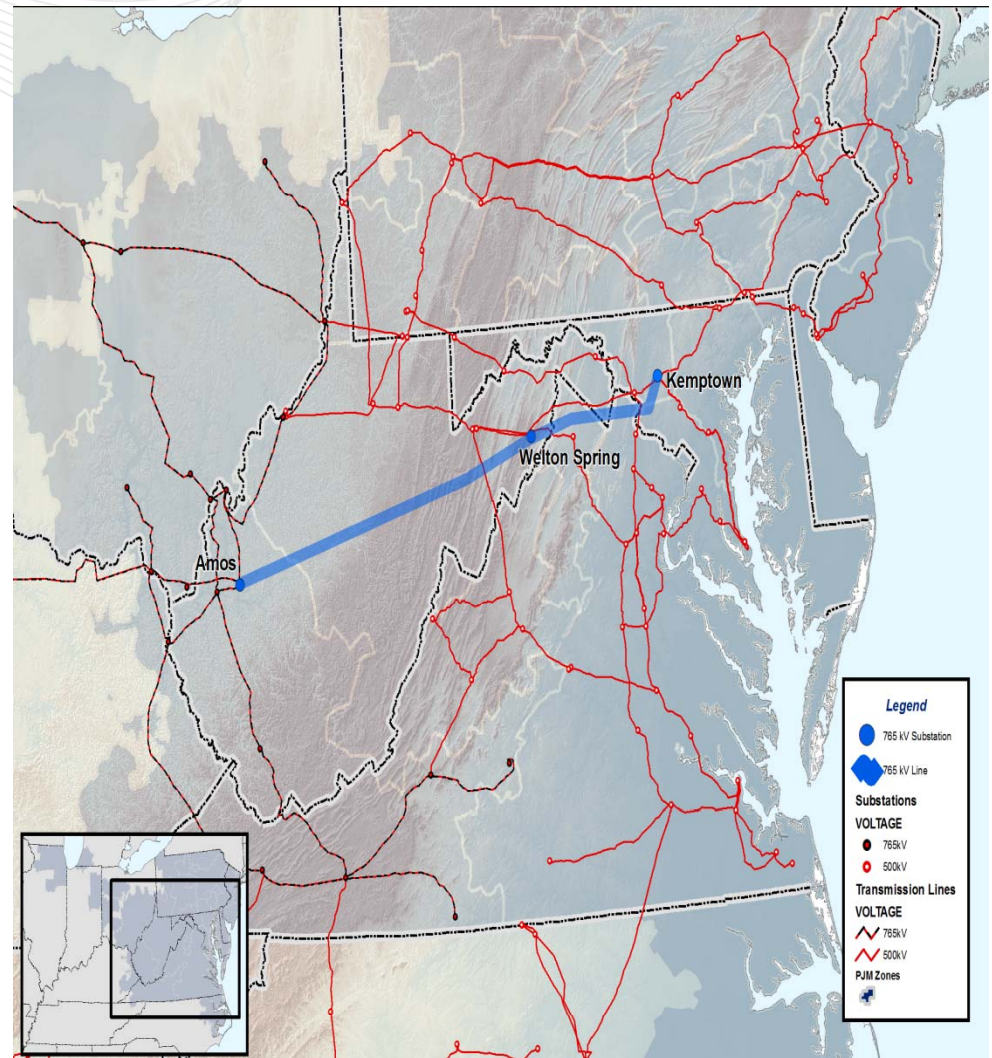 Kemptown
Welton Spring
Amos
Legend
765 kV Substation
765 kV Line
Substations
VOLTAGE
765kV
500kV
Transmission Lines
VOLTAGE
765kV
500kV
PJM Zones